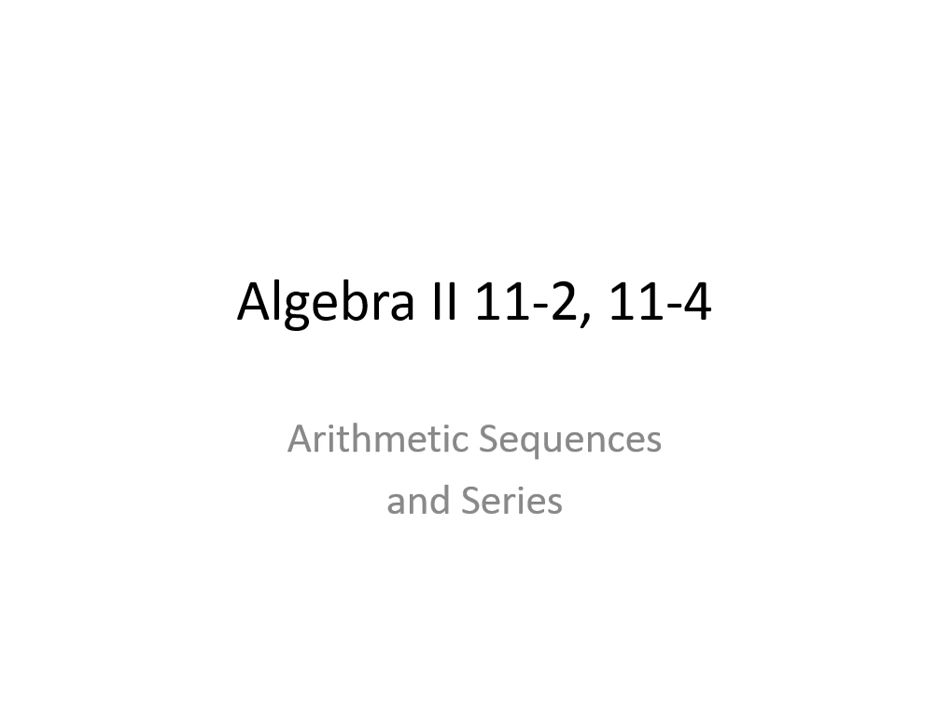 Algebra II 11-2, 11-4
Arithmetic Sequences
and Series